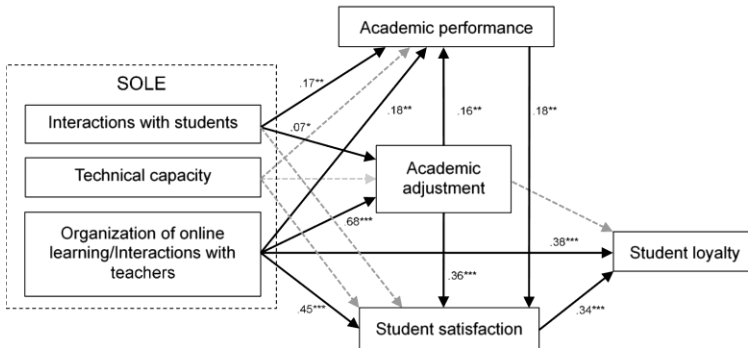 Academic performance
SOLE
.17**
Interactions with students
.18**
.16**
.18**
.07*
Technical capacity
Academic
adjustment
.68***
Organization of online
learning/Interactions with
teachers
.38***
Student loyalty
.36***
.45***
.34***
Student satisfaction